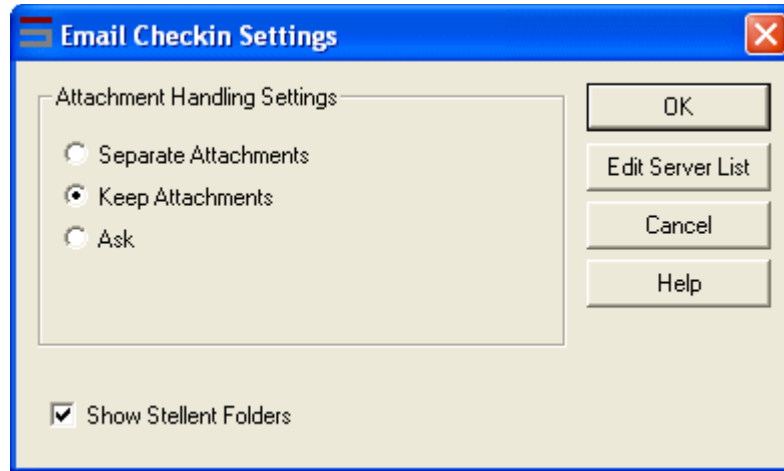 Email Checkin Settings
Attachment Handling Settings
Separate Attachments
Keep Attachments
Ask
OK
Edit Server List
Cancel
Help
Show Stellent Folders